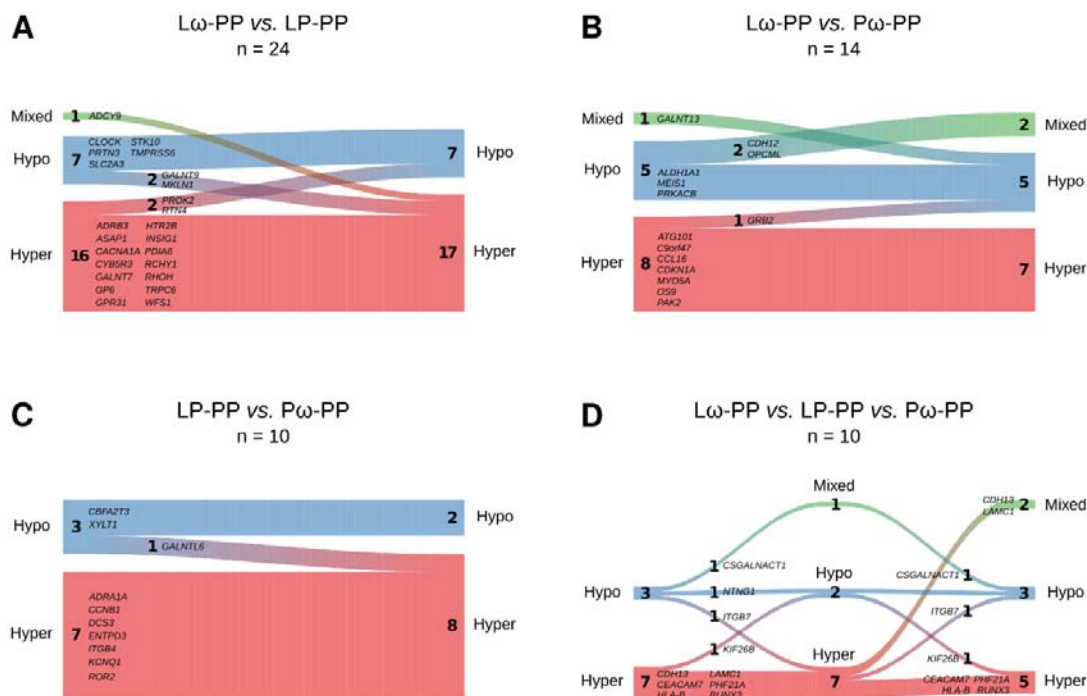 A
Lω-PP vs. LP-PP
n = 24
Mixed
1 ADCY9
Hypo
7
CLOCK STK10
PRTN3 TMPRSS6
SLC2A3
2 GALNT9
MKLN1
2 PROK2
RTN4
Hyper
16
ADRB3 HTR2B
ASAP1 INSIG1
CACNA1A PDIA6
CYB5R3 RCHY1
GALNT7 RHOH
GP6 TRPC6
GPR31 WFS1
7 Hypo
17 Hyper
B
Lω-PP vs. Pω-PP
n = 14
Mixed
1 GALNT13
Hypo
5
2 CDH12
OPCML
ALDH1A1
MEIS1
PRKACB
1 GRB2
Hyper
8
ATG101
C9orf47
CCL16
CDKN1A
MYO5A
OS9
PAK2
2 Mixed
5 Hypo
7 Hyper
C
LP-PP vs. Pω-PP
n = 10
Hypo
3
CBFA2T3
XYLT1
1 GALNTL6
Hyper
7
ADRA1A
CCNB1
DCS3
ENTPD3
ITGB4
KCNQ1
ROR2
2 Hypo
8 Hyper
D
Lω-PP vs. LP-PP vs. Pω-PP
n = 10
Hypo 3
1 CSGALNACT1
1 NTNG1
1 ITGB7
1 KIF26B
Hyper 7
CDH13 LAMC1
CEACAM7 PHF21A
HLA-B RUNX3
Mixed
1
Hypo
2
Hyper
7
CDH13
LAMC1
2 Mixed
CSGALNACT1 1
3 Hypo
ITGB7 1
KIF26B 1
CEACAM7 PHF21A
HLA-B RUNX3
5 Hyper